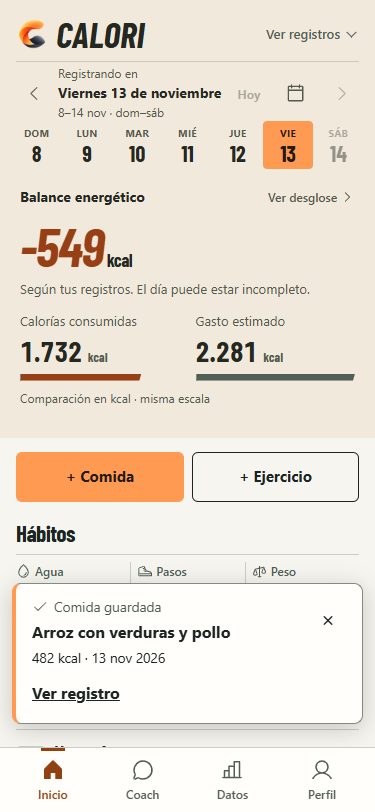 CALORI
Ver registros
Registrando en
Viernes 13 de noviembre
Hoy
8–14 nov · dom–sáb
DOM LUN MAR MIÉ JUE VIE SÁB
8 9 10 11 12 13 14
Balance energético
Ver desglose
-549 kcal
Según tus registros. El día puede estar incompleto.
Calorías consumidas
Gasto estimado
1.732 kcal
2.281 kcal
Comparación en kcal · misma escala
+ Comida
+ Ejercicio
Hábitos
Agua
Pasos
Peso
Comida guardada
Arroz con verduras y pollo
482 kcal · 13 nov 2026
Ver registro
Inicio
Coach
Datos
Perfil